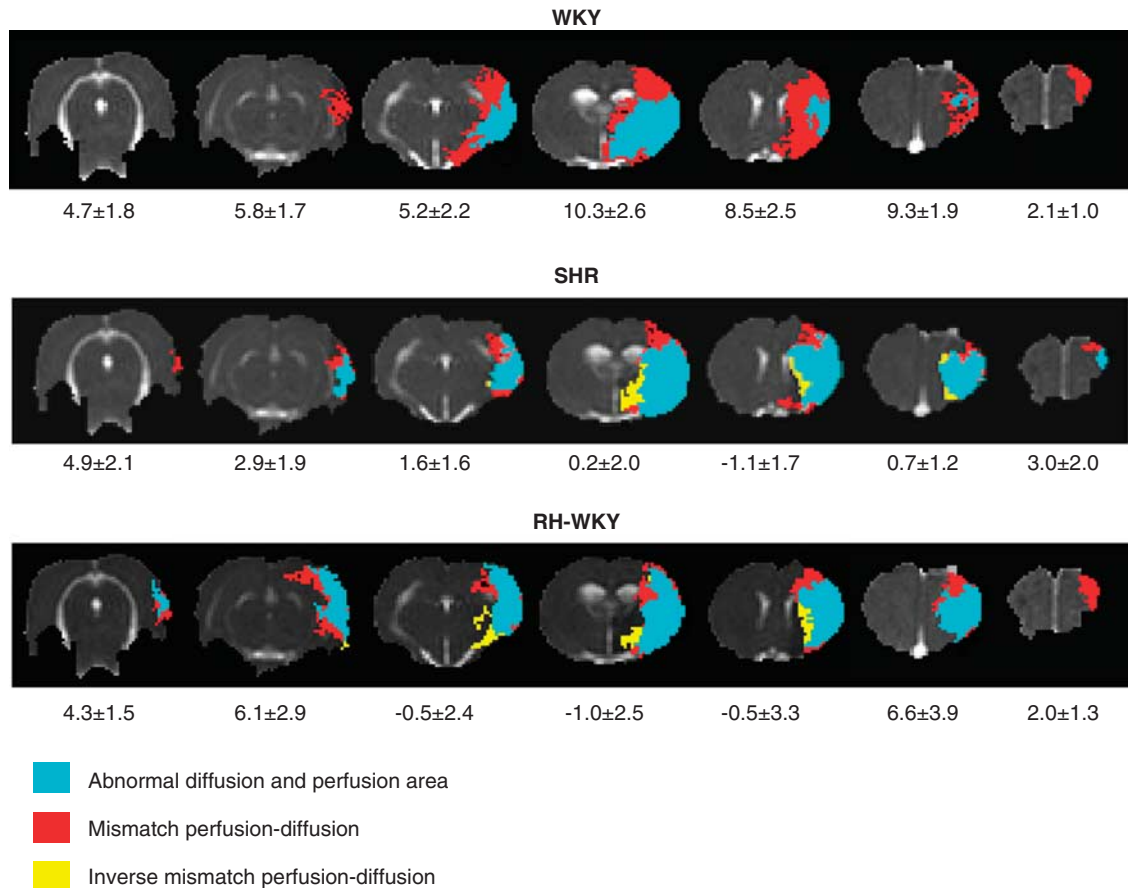 WKY
4.7±1.8 5.8±1.7 5.2±2.2 10.3±2.6 8.5±2.5 9.3±1.9 2.1±1.0
SHR
4.9±2.1 2.9±1.9 1.6±1.6 0.2±2.0 -1.1±1.7 0.7±1.2 3.0±2.0
RH-WKY
4.3±1.5 6.1±2.9 -0.5±2.4 -1.0±2.5 -0.5±3.3 6.6±3.9 2.0±1.3
Abnormal diffusion and perfusion area
Mismatch perfusion-diffusion
Inverse mismatch perfusion-diffusion